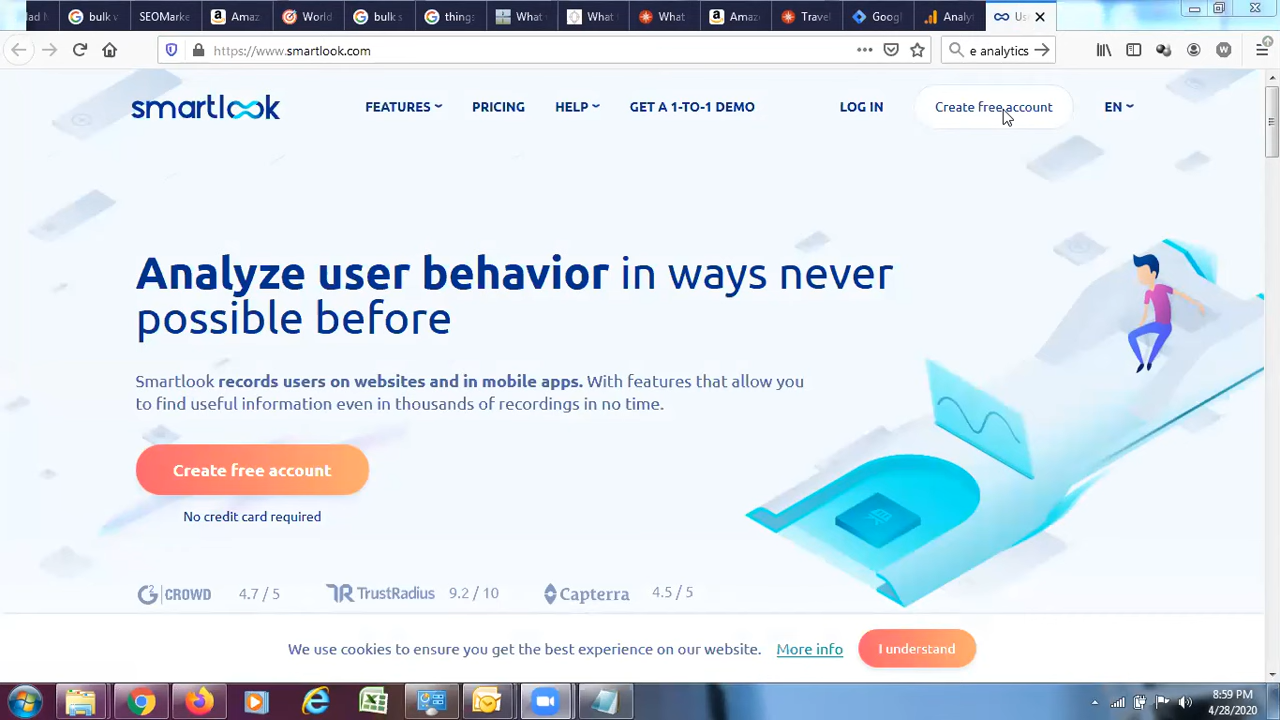 bulk w
SEOMarke
Amaz
World
bulk s
things
What
What
What
Amazo
Travel
Googl
Analyt
https://www.smartlook.com
e analytics
smartlook
FEATURES PRICING HELP GET A 1-TO-1 DEMO LOG IN Create free account EN
Analyze user behavior in ways never
possible before
Smartlook records users on websites and in mobile apps. With features that allow you
to find useful information even in thousands of recordings in no time.
Create free account
No credit card required
G2 CROWD 4.7 / 5 TrustRadius 9.2 / 10 Capterra 4.5 / 5
We use cookies to ensure you get the best experience on our website. More info I understand
8:59 PM
4/28/2020